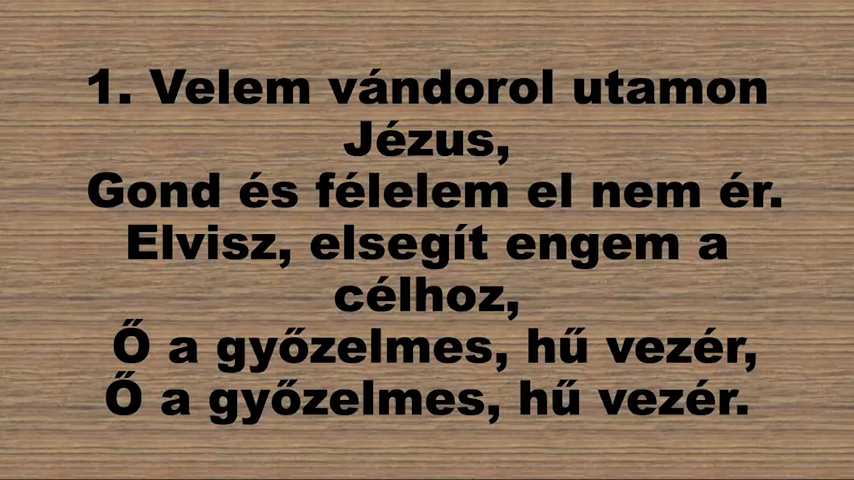 1. Velem vándorol utamon
Jézus,
Gond és félelem el nem ér.
Elvisz, elsegít engem a
célhoz,
Ő a győzelmes, hű vezér,
Ő a győzelmes, hű vezér.